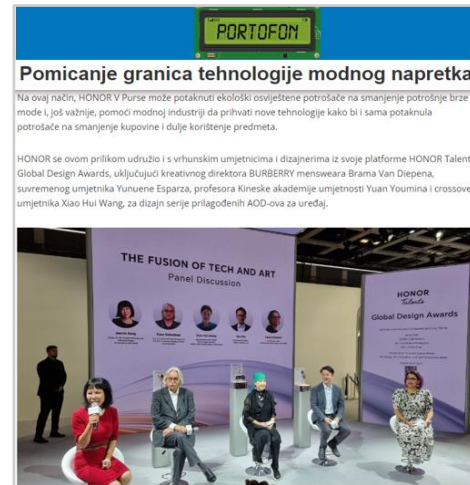 PORTOFON
Pomicanje granica tehnologije modnog napretka
Na ovaj način, HONOR V Purse može potaknuti ekološki osviještene potrošače na smanjenje potrošnje brze
mode i, još važnije, pomoći modnoj industriji da prihvati nove tehnologije kako bi i sama potaknula
potrošače na smanjenje kupovine i dulje korištenje predmeta.
HONOR se ovom prilikom udružio i s vrhunskim umjetnicima i dizajnerima iz svoje platforme HONOR Talents
Global Design Awards, uključujući kreativnog direktora BURBERRY mensweara Brama Van Diepena,
suvremenog umjetnika Yunuene Esparza, profesora Kineske akademije umjetnosti Yuan Youmina i crossover
umjetnika Xiao Hui Wang, za dizajn serije prilagođenih AOD-ova za uređaj.
THE FUSION OF TECH AND ART
Panel Discussion
HONOR
Talents
Global Design Awards